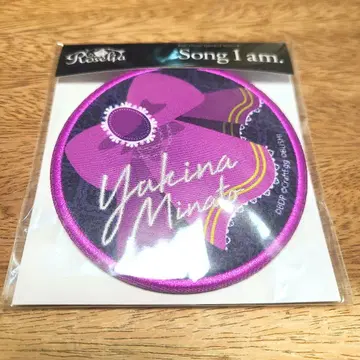 Roselia
Song I am.
Yukina
Minato